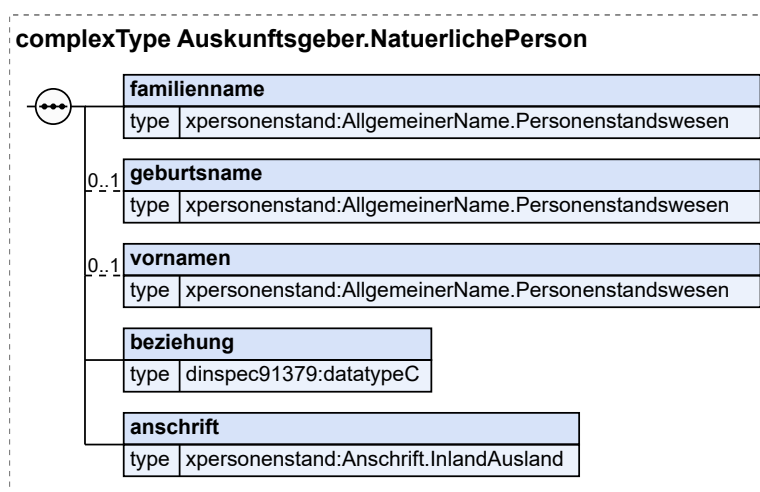 complexType Auskunftsgeber.NatuerlichePerson
familienname
type xpersonenstand:AllgemeinerName.Personenstandswesen
0..1 geburtsname
type xpersonenstand:AllgemeinerName.Personenstandswesen
0..1 vornamen
type xpersonenstand:AllgemeinerName.Personenstandswesen
beziehung
type dinspec91379:datatypeC
anschrift
type xpersonenstand:Anschrift.InlandAusland